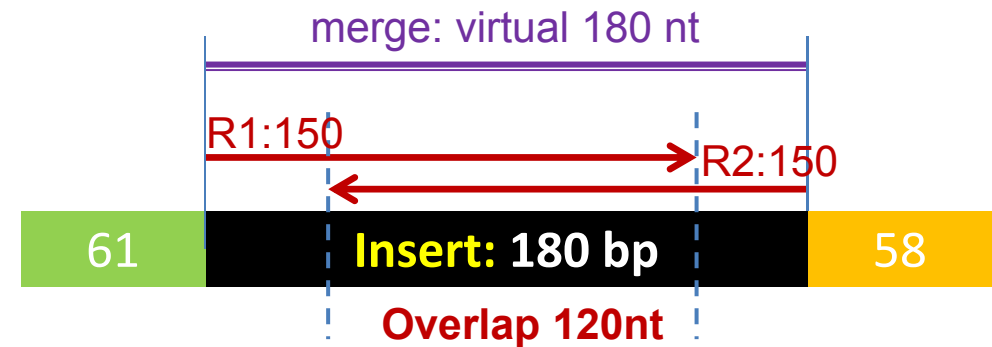 merge: virtual 180 nt
R1:150
R2:150
61
Insert: 180 bp
58
Overlap 120nt